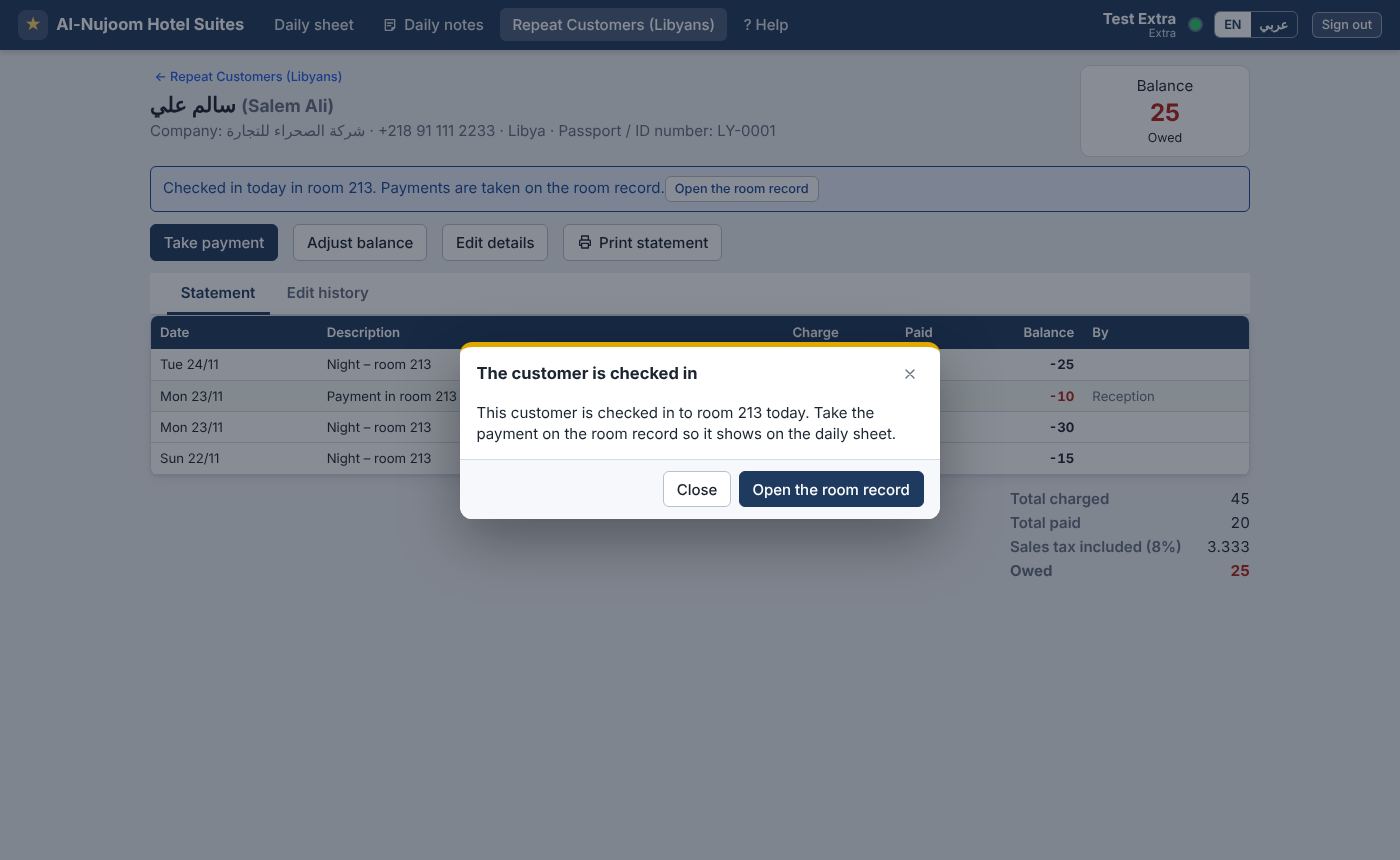 ★ Al-Nujoom Hotel Suites Daily sheet Daily notes Repeat Customers (Libyans) ? Help Test Extra Extra EN عربي Sign out
← Repeat Customers (Libyans)
سالم علي (Salem Ali)
Company: شركة الصحراء للتجارة · +218 91 111 2233 · Libya · Passport / ID number: LY-0001
Balance
25
Owed
Checked in today in room 213. Payments are taken on the room record. Open the room record
Take payment Adjust balance Edit details Print statement
Statement Edit history
Date Description Charge Paid Balance By
Tue 24/11 Night – room 213 -25
Mon 23/11 Payment in room 213 -10 Reception
Mon 23/11 Night – room 213 -30
Sun 22/11 Night – room 213 -15
The customer is checked in ×
This customer is checked in to room 213 today. Take the
payment on the room record so it shows on the daily sheet.
Close Open the room record
Total charged 45
Total paid 20
Sales tax included (8%) 3.333
Owed 25